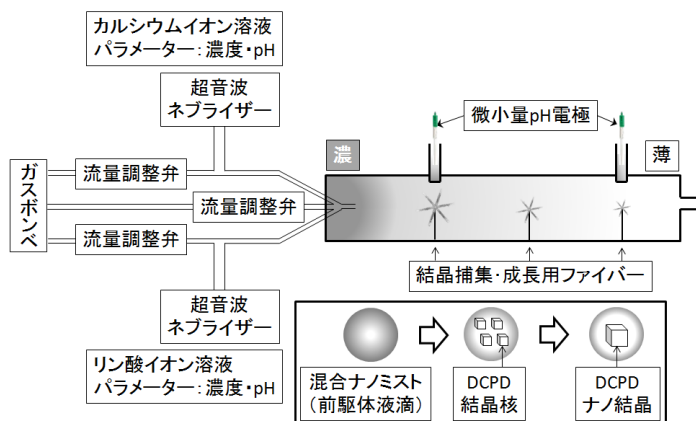 カルシウムイオン溶液
パラメーター：濃度・pH
超音波
ネブライザー
微小量pH電極
濃
薄
ガスボンベ
流量調整弁
流量調整弁
流量調整弁
結晶捕集・成長用ファイバー
超音波
ネブライザー
リン酸イオン溶液
パラメーター：濃度・pH
混合ナノミスト
（前駆体液滴）
DCPD
結晶核
DCPD
ナノ結晶